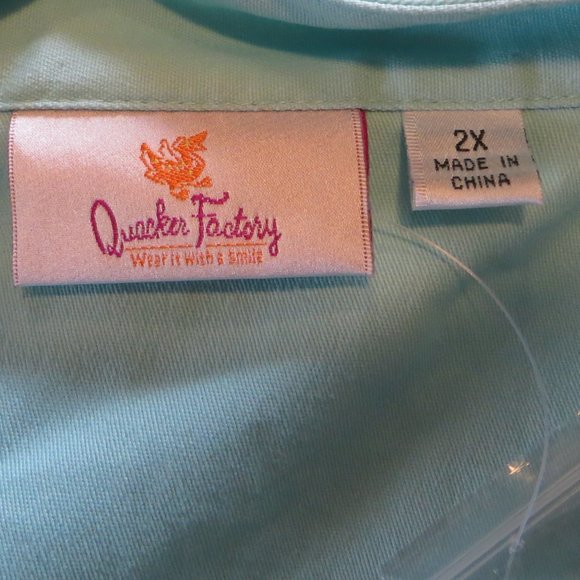 Quacker Factory
Wear it with a smile
2X
MADE IN
CHINA